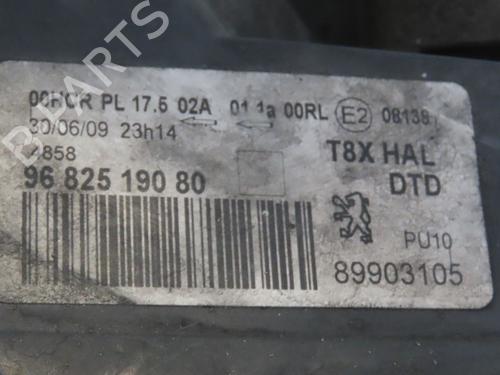 00HCR PL 17.5 02A 01 1a 00RL E2 08138
30/06/09 23h14
4858
T8X HAL
96 825 190 80
DTD
PU10
89903105
B-PARTS